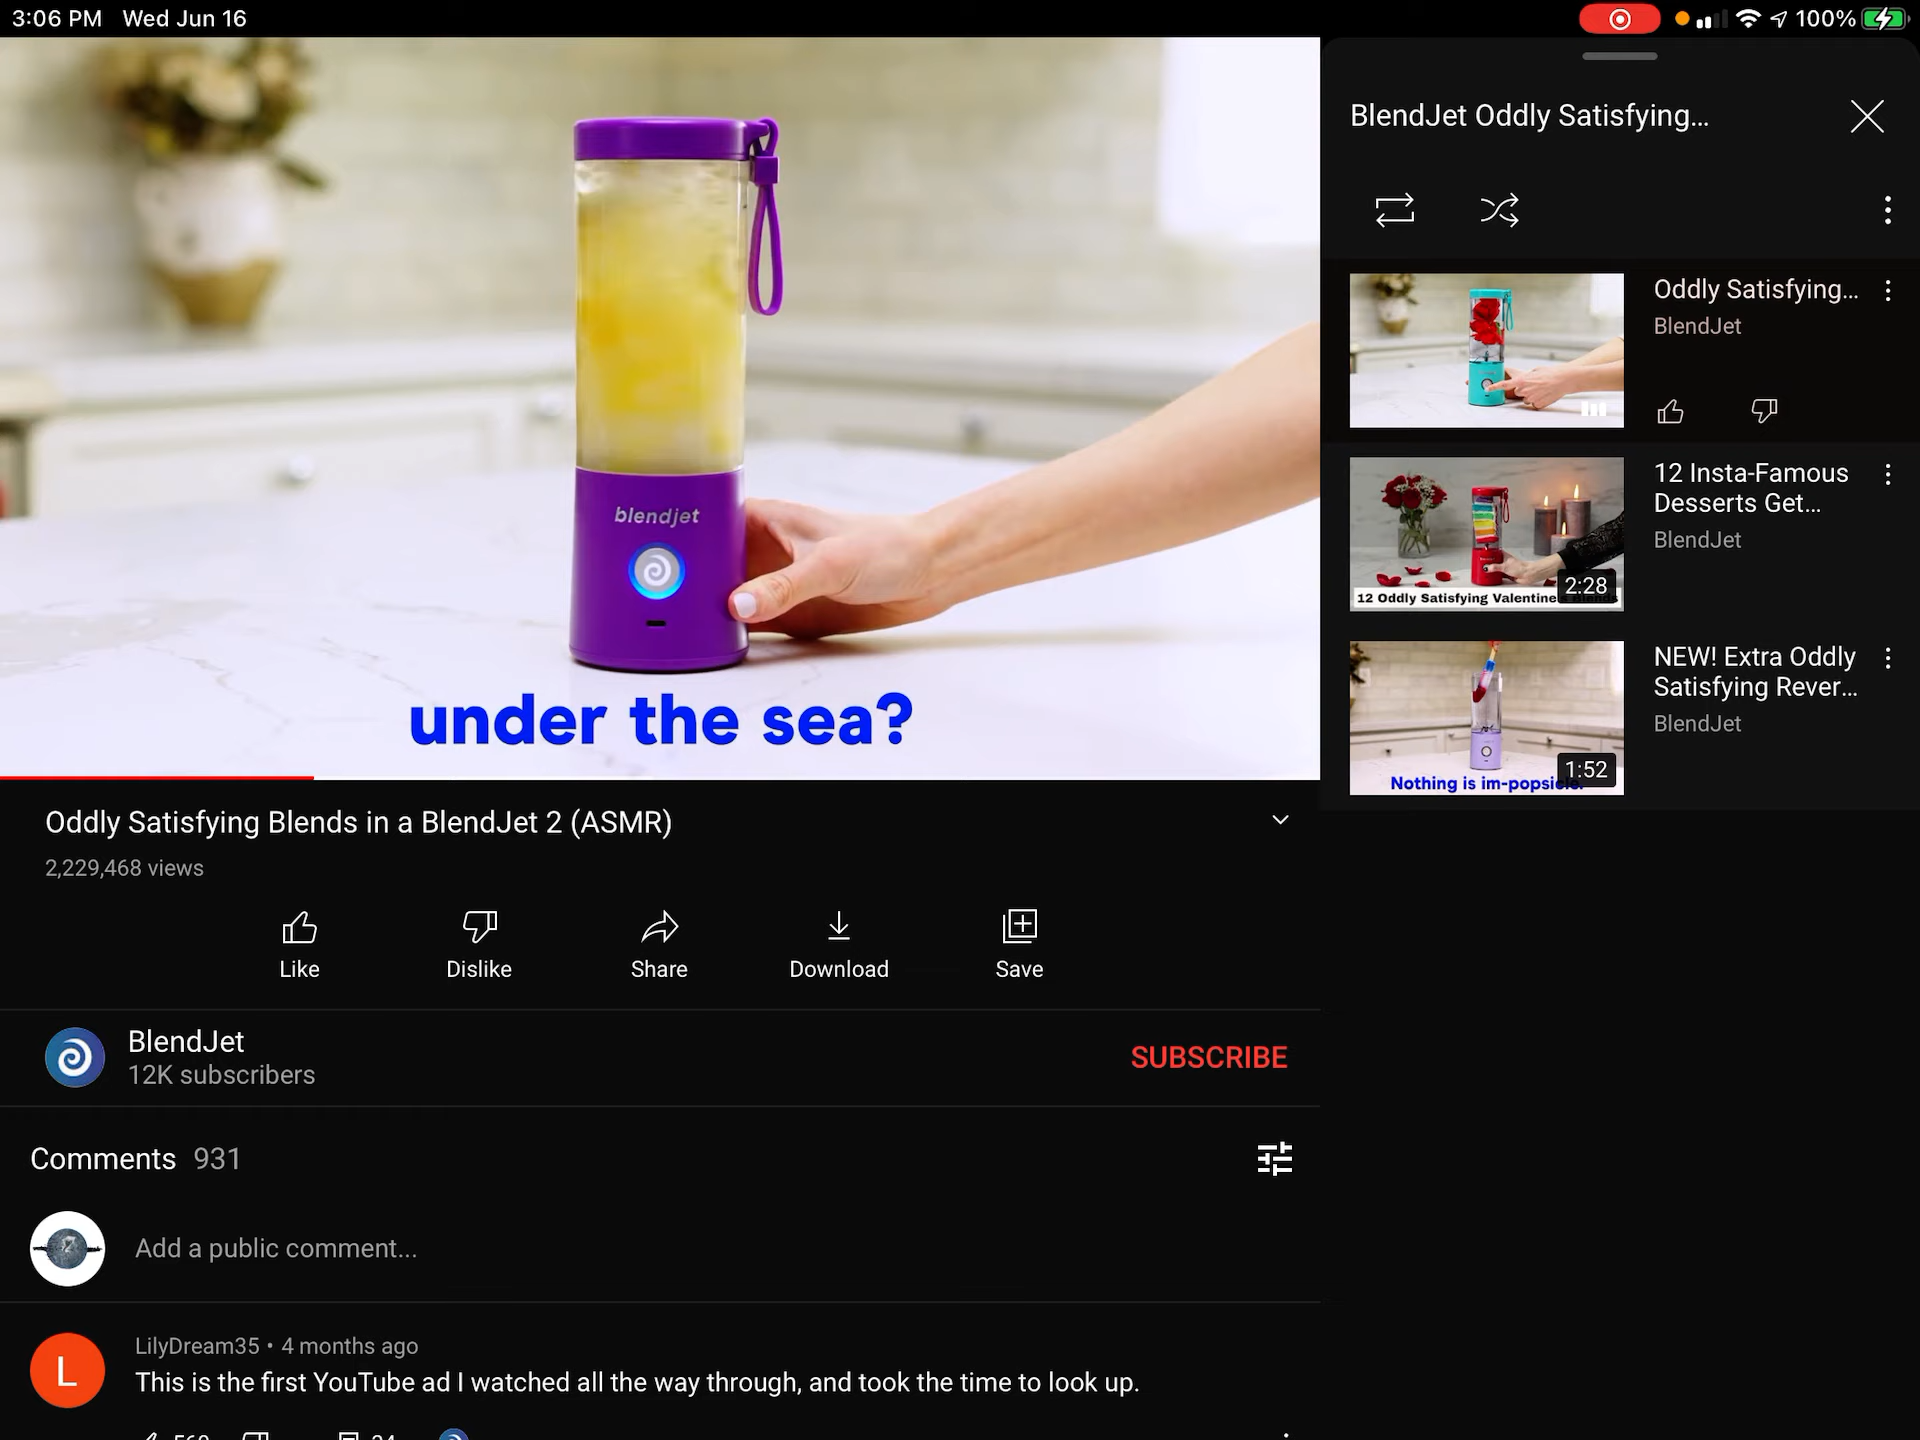 3:06 PM Wed Jun 16
100%
blendjet
under the sea?
Oddly Satisfying Blends in a BlendJet 2 (ASMR)
2,229,468 views
Like
Dislike
Share
Download
Save
BlendJet
12K subscribers
SUBSCRIBE
Comments 931
Add a public comment...
L
LilyDream35 • 4 months ago
This is the first YouTube ad I watched all the way through, and took the time to look up.
BlendJet Oddly Satisfying...
Oddly Satisfying...
BlendJet
12 Insta-Famous
Desserts Get...
BlendJet
2:28
12 Oddly Satisfying Valentine
NEW! Extra Oddly
Satisfying Rever...
BlendJet
1:52
Nothing is im-popsicle.